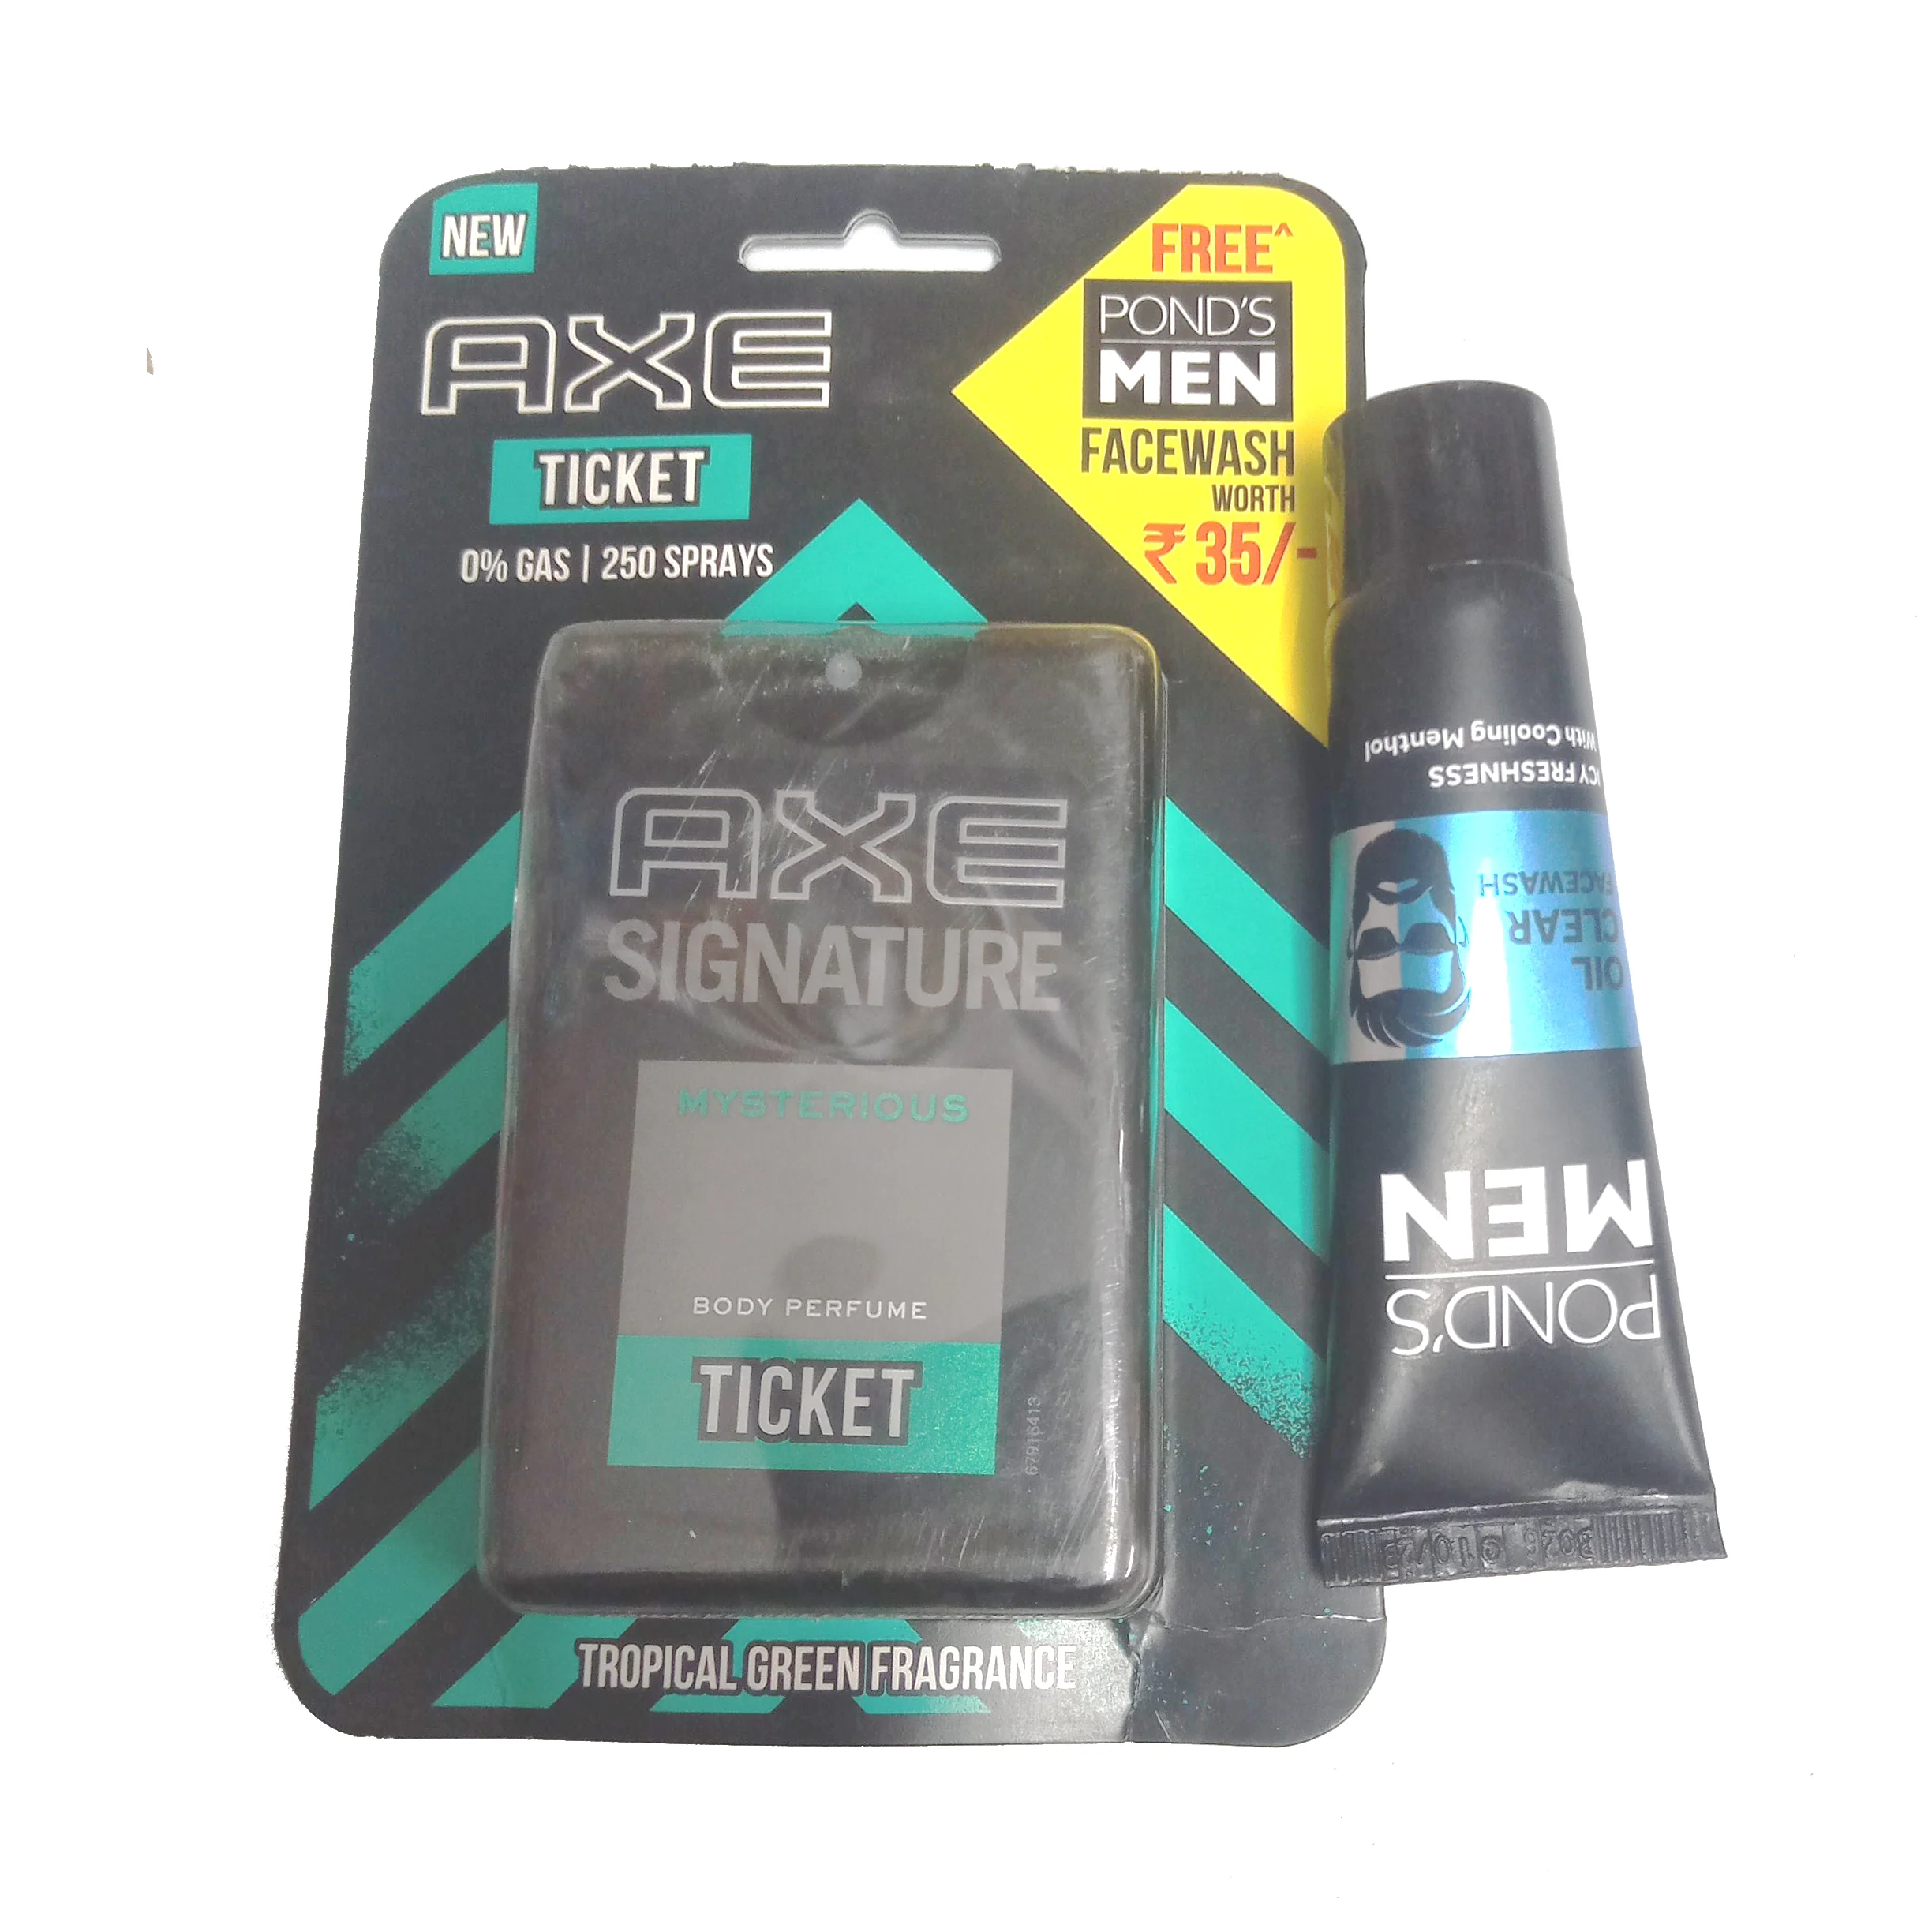 NEW
AXE
TICKET
0% GAS | 250 SPRAYS
FREE^
POND'S
MEN
FACEWASH
WORTH
₹35/-
AXE
SIGNATURE
MYSTERIOUS
BODY PERFUME
TICKET
67916413
TROPICAL GREEN FRAGRANCE
POND'S
MEN
OIL
CLEAR
FACEWASH
ICY FRESHNESS
With Cooling Menthol